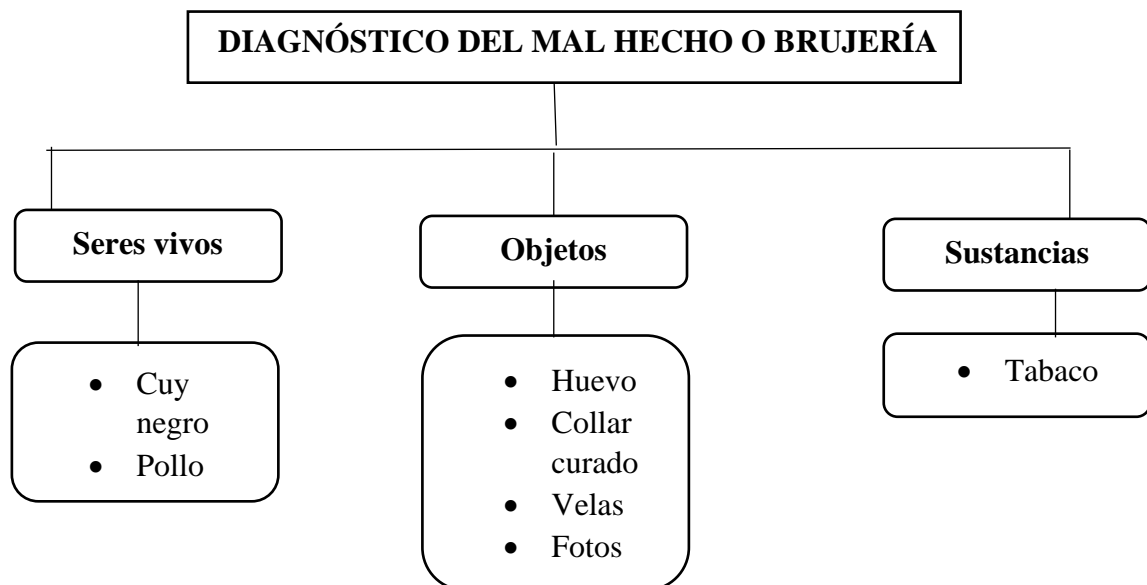 DIAGNÓSTICO DEL MAL HECHO O BRUJERÍA
Seres vivos
Objetos
Sustancias
• Cuy
negro
• Pollo
• Huevo
• Collar
curado
• Velas
• Fotos
• Tabaco